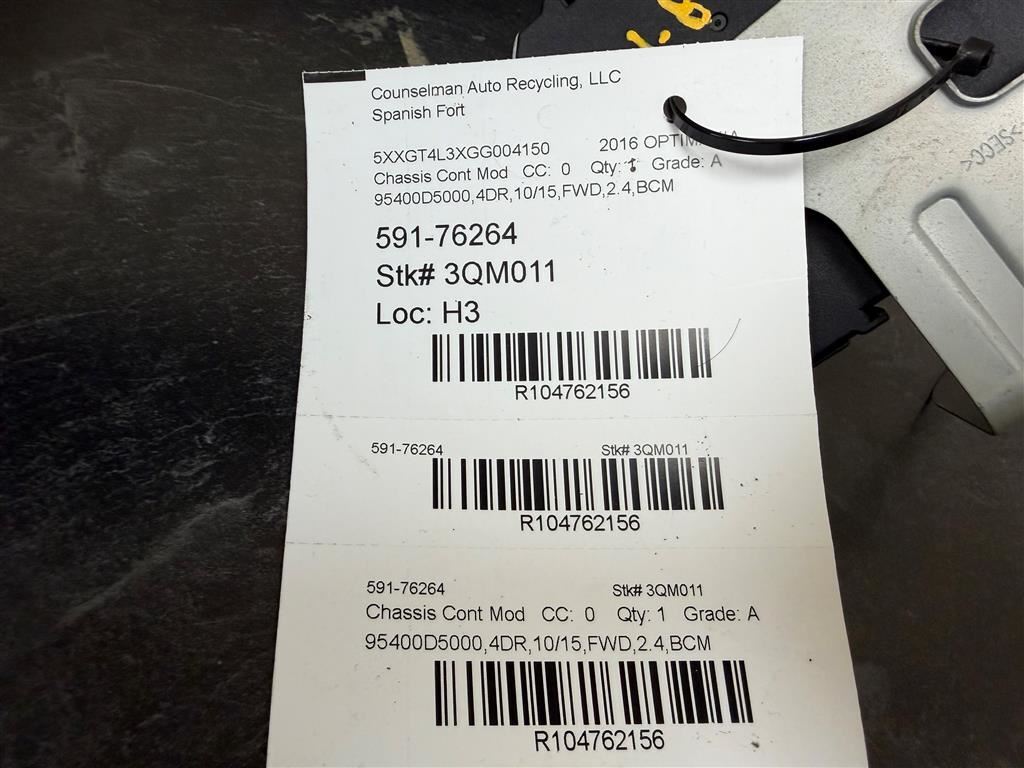 Counselman Auto Recycling, LLC
Spanish Fort
5XXGT4L3XGG004150 2016
Chassis Cont Mod CC: 0 Qty: 1 Grade: A
95400D5000,4DR,10/15,FWD,2.4,BCM
591-76264
Stk# 3QM011
Loc: H3
R104762156
591-76264 Stk# 3QM011
R104762156
591-76264 Stk# 3QM011
Chassis Cont Mod CC: 0 Qty: 1 Grade: A
95400D5000,4DR,10/15,FWD,2.4,BCM
R104762156
>SECC<